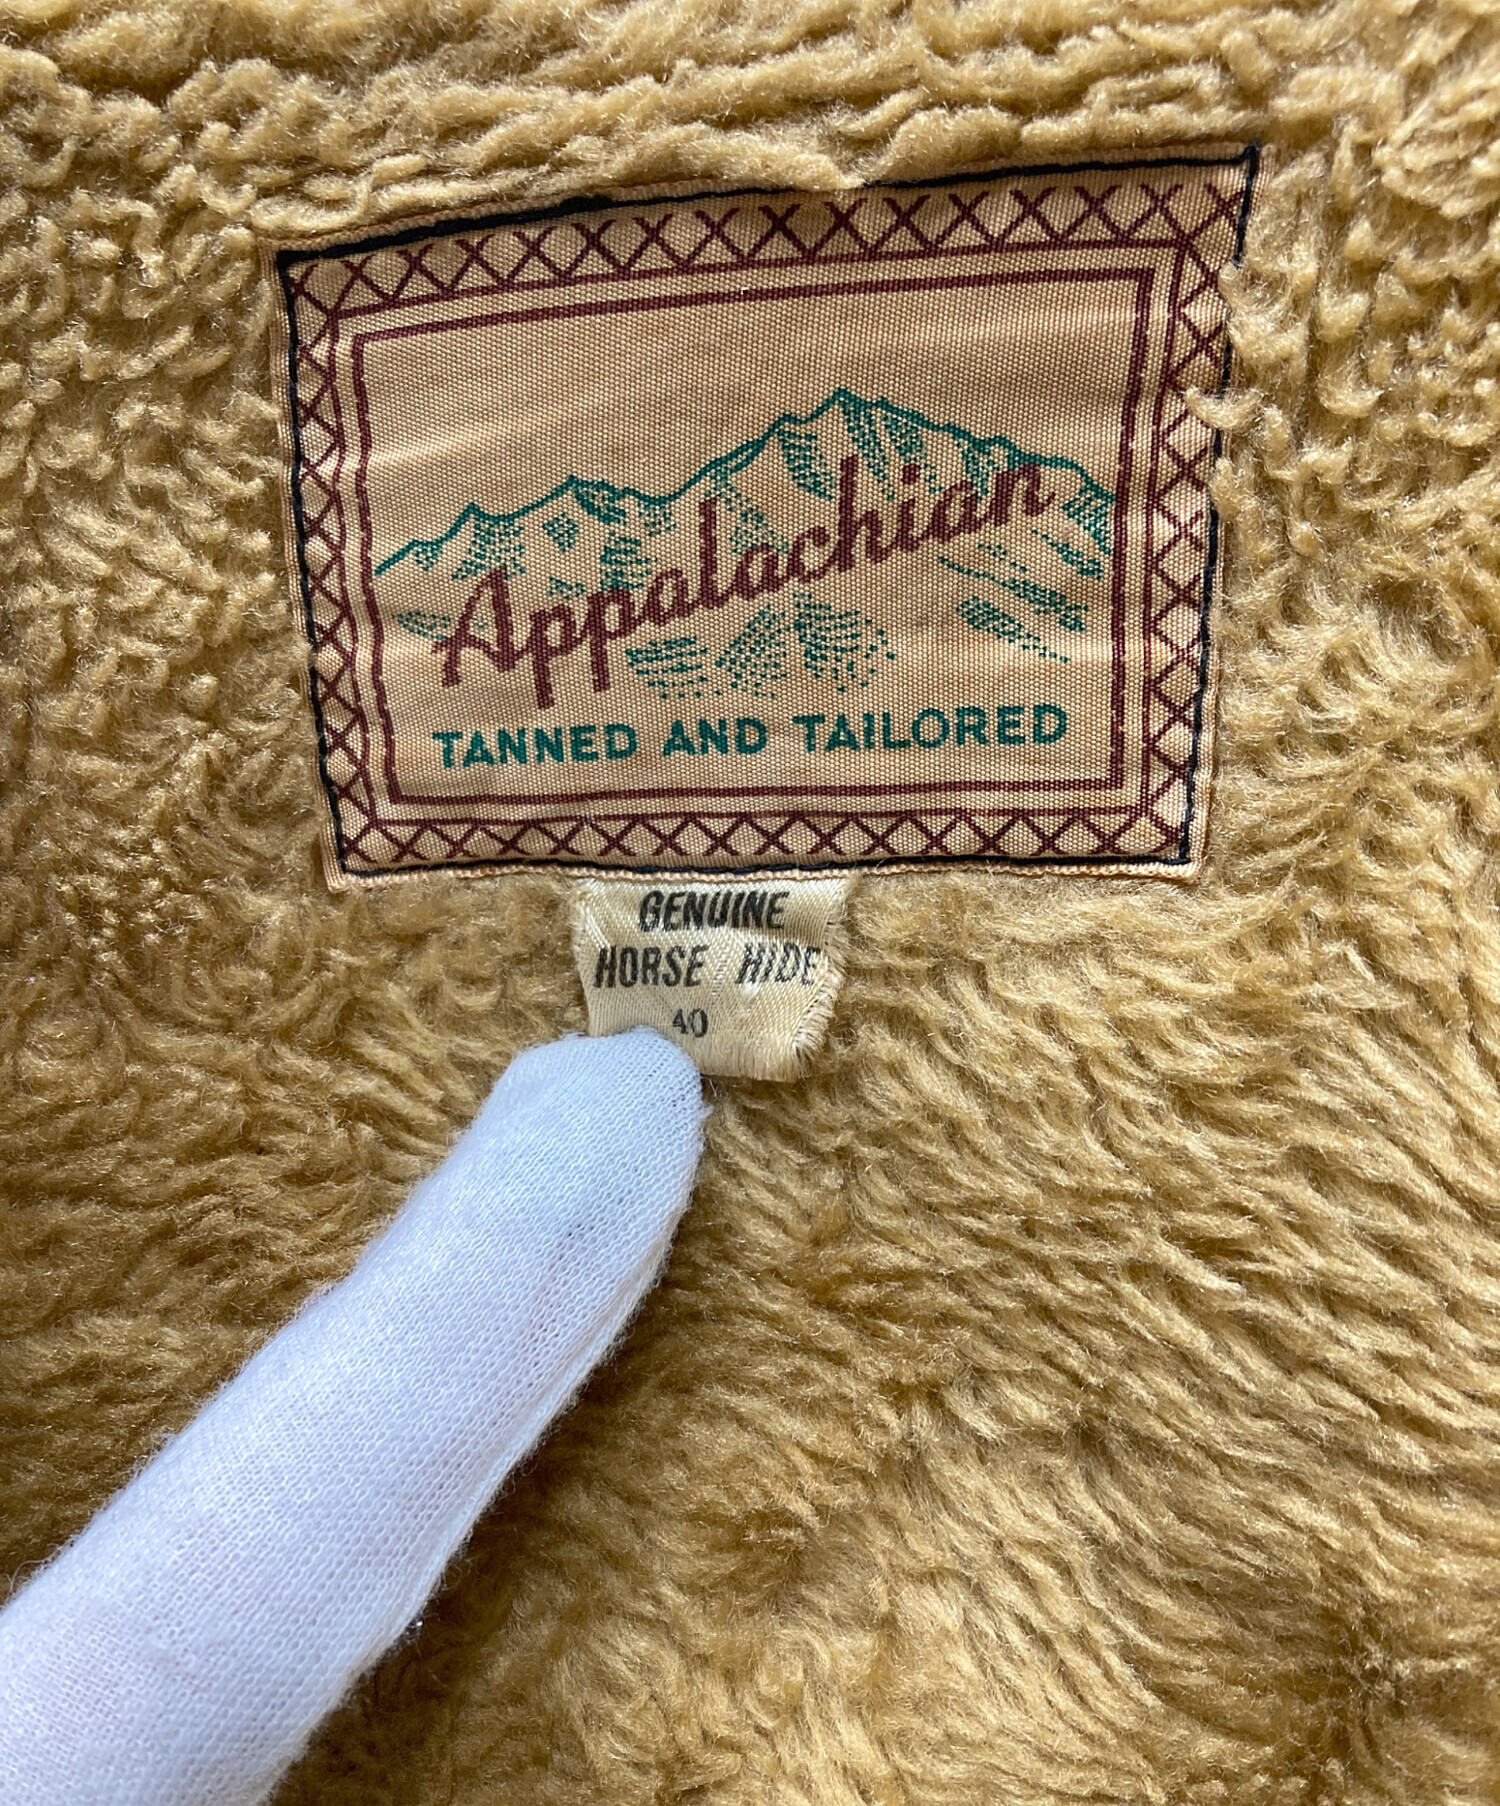 Appalachian
TANNED AND TAILORED
GENUINE
HORSE HIDE
40